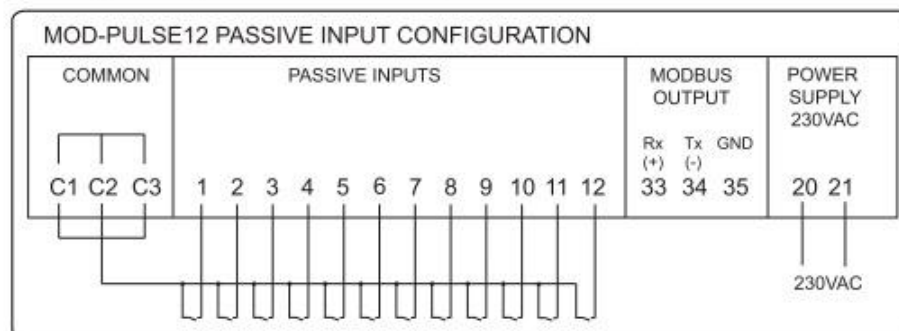 MOD-PULSE12 PASSIVE INPUT CONFIGURATION
COMMON
C1 C2 C3
PASSIVE INPUTS
1 2 3 4 5 6 7 8 9 10 11 12
MODBUS
OUTPUT
Rx Tx GND
(+) (-)
33 34 35
POWER
SUPPLY
230VAC
20 21
230VAC